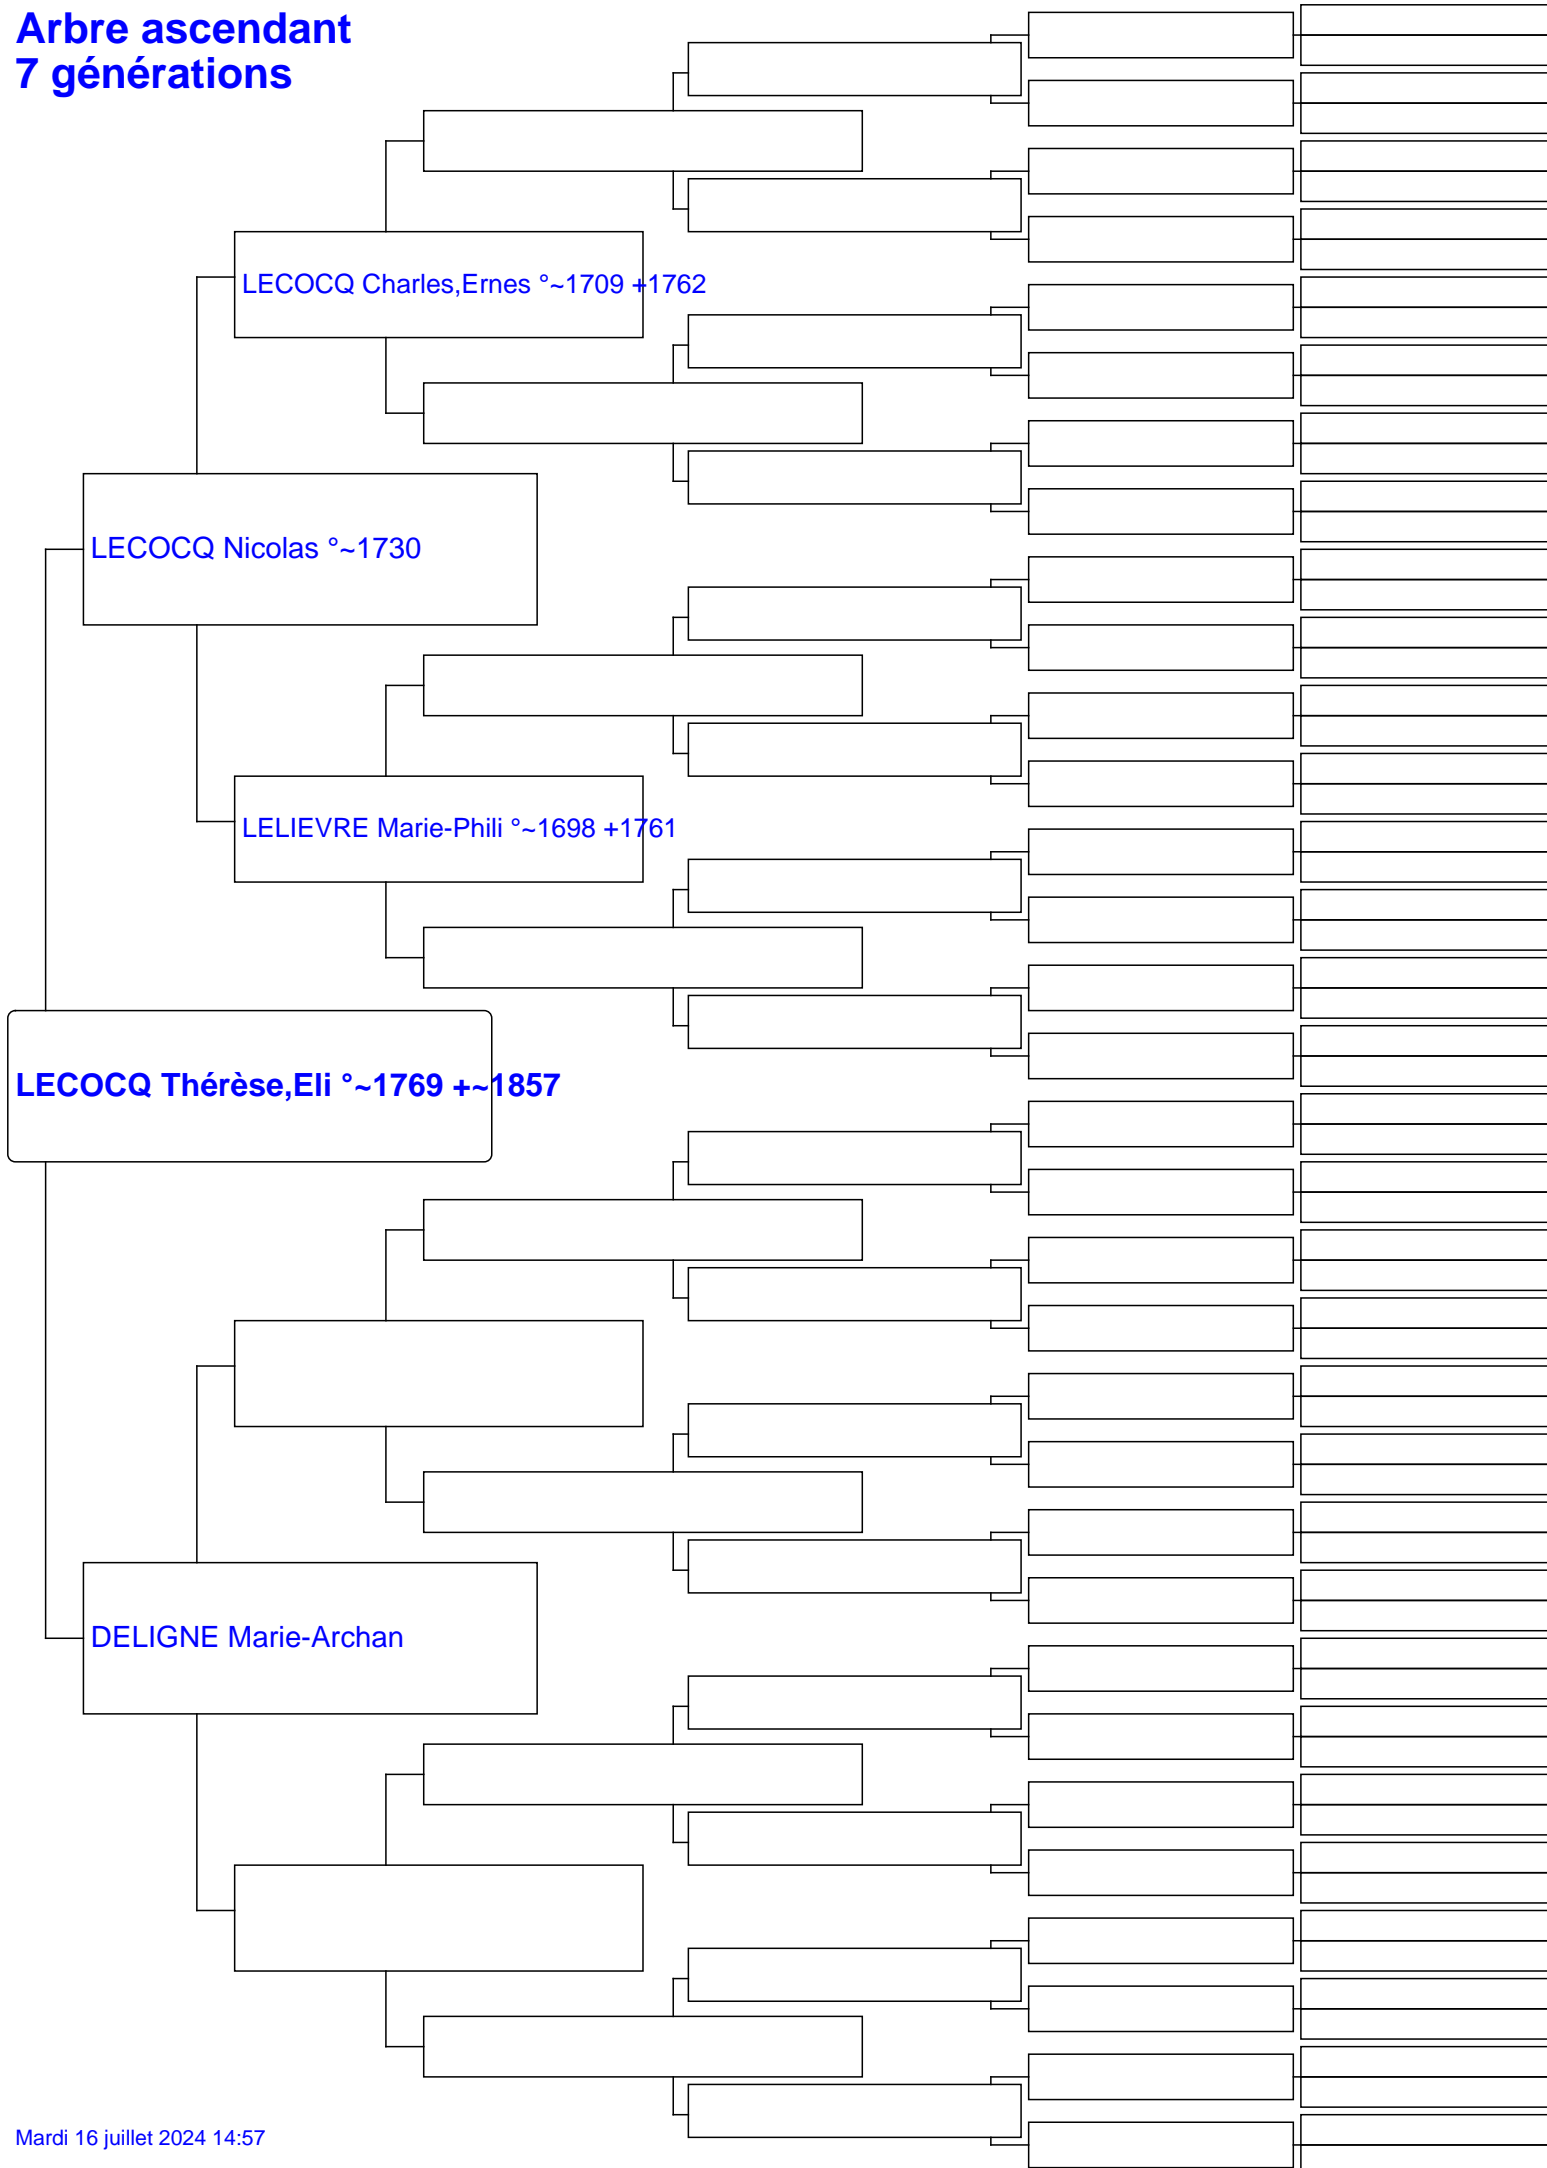 Arbre ascendant
7 générations
LECOCQ Charles,Ernes °~1709 +1762
LECOCQ Nicolas °~1730
LELIEVRE Marie-Phili °~1698 +1761
LECOCQ Thérèse,Eli °~1769 +~1857
DELIGNE Marie-Archan
Mardi 16 juillet 2024 14:57